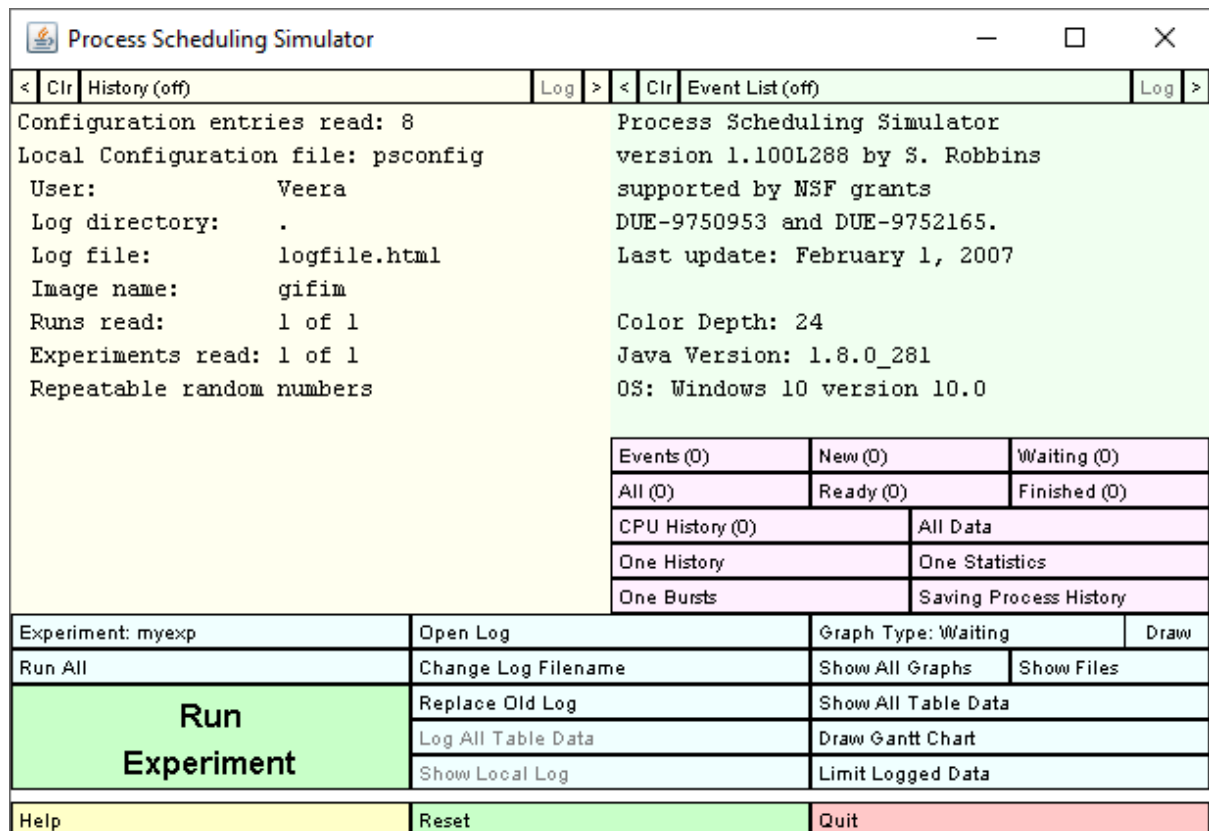 Process Scheduling Simulator
< Clr History (off) Log >
Configuration entries read: 8
Local Configuration file: psconfig
User: Veera
Log directory: .
Log file: logfile.html
Image name: gifim
Runs read: 1 of 1
Experiments read: 1 of 1
Repeatable random numbers
< Clr Event List (off) Log >
Process Scheduling Simulator
version 1.100L288 by S. Robbins
supported by NSF grants
DUE-9750953 and DUE-9752165.
Last update: February 1, 2007
Color Depth: 24
Java Version: 1.8.0_281
OS: Windows 10 version 10.0
Events (0) New (0) Waiting (0)
All (0) Ready (0) Finished (0)
CPU History (0) All Data
One History One Statistics
One Bursts Saving Process History
Experiment: myexp Open Log Graph Type: Waiting Draw
Run All Change Log Filename Show All Graphs Show Files
Run
Experiment
Replace Old Log Show All Table Data
Log All Table Data Draw Gantt Chart
Show Local Log Limit Logged Data
Help Reset Quit